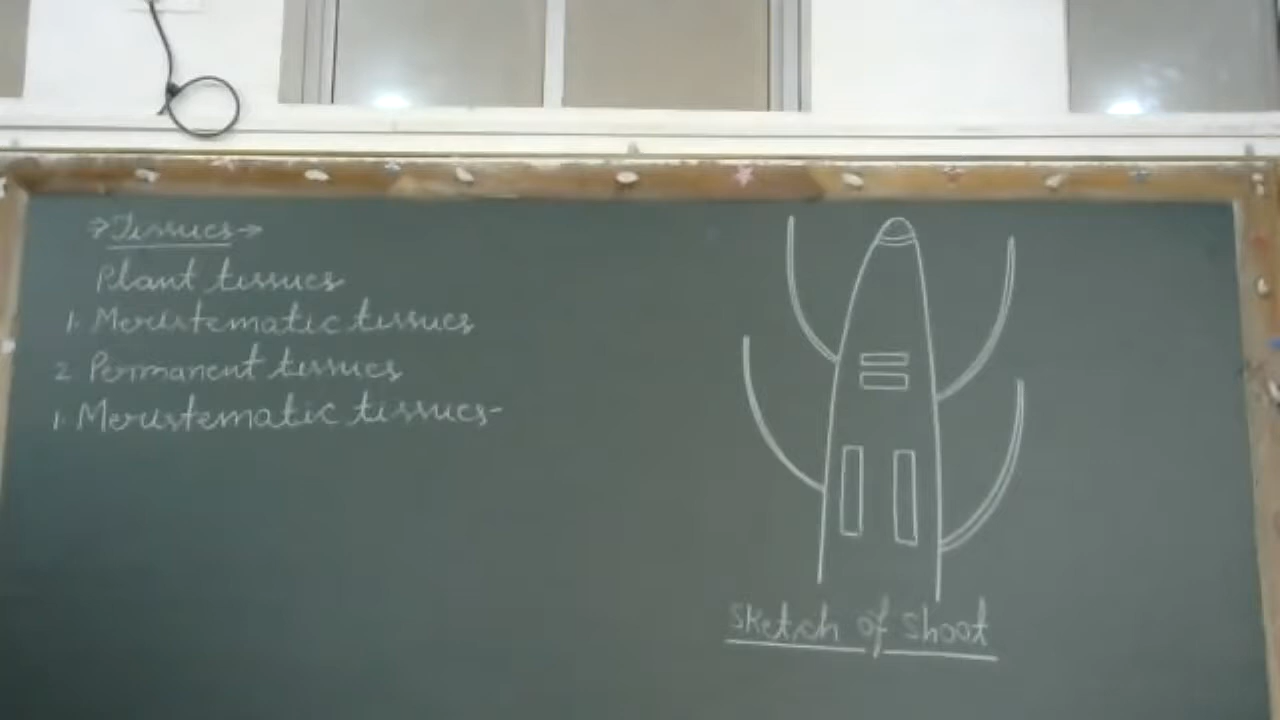 →Tissues→
Plant tissues
1. Meristematic tissues
2 Permanent tissues
1. Meristematic tissues-
Sketch of Shoot